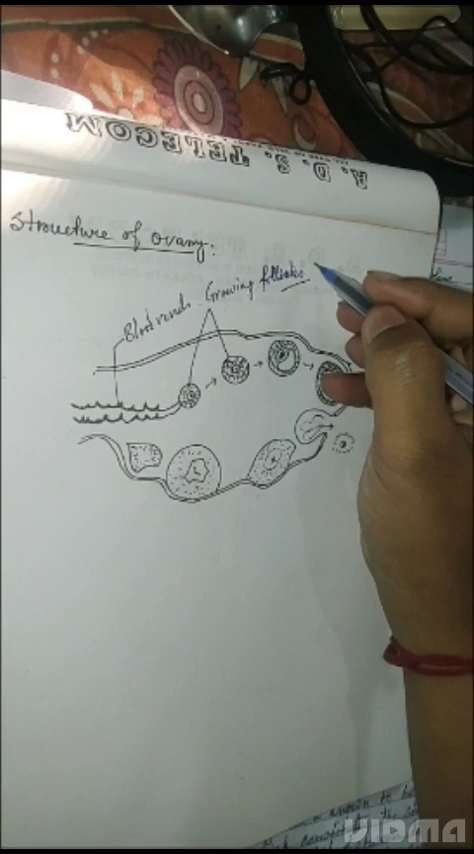 A. D. S. TELECOM
Structure of ovary:
Blood vessels. Growing follicles
VIDMA